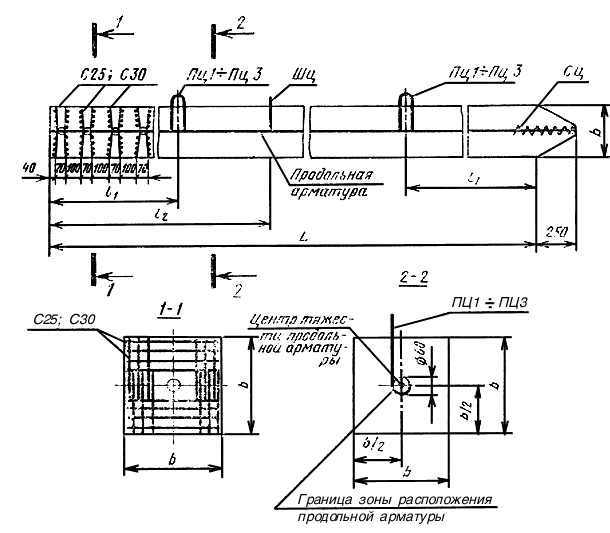 1
2
С25; С30
Пц1÷Пц3
Шц
Пц1÷Пц3
Сц
b
40
70
100
70
100
70
100
70
Продольная
арматура
l1
l1
l2
L
250
1
2
1-1
2-2
С25; С30
Центр тяжес-
ти продоль-
ной армату-
ры
ПЦ1 ÷ ПЦ3
ф60
b
b
b/2
b
b/2
b
Граница зоны расположения
продольной арматуры